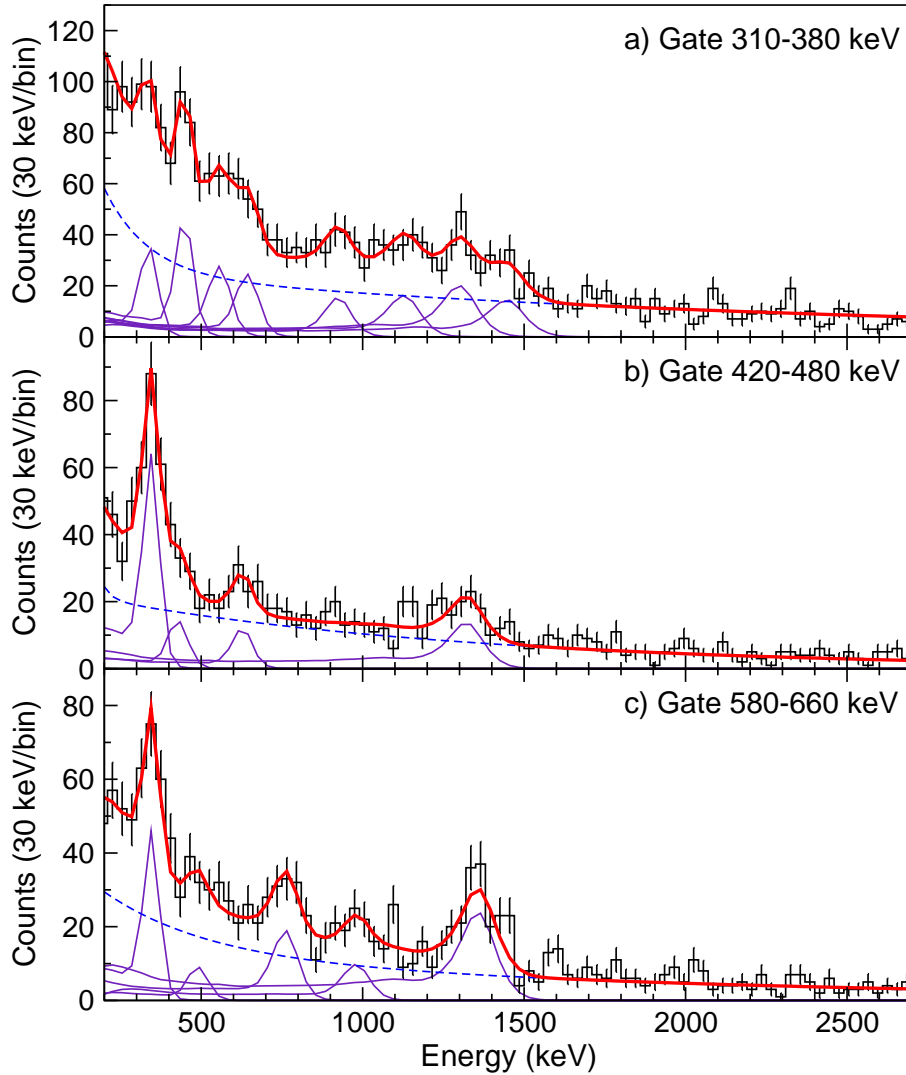 a) Gate 310-380 keV
120
100
80
60
40
20
0
Counts (30 keV/bin)
b) Gate 420-480 keV
80
60
40
20
0
Counts (30 keV/bin)
c) Gate 580-660 keV
80
60
40
20
0
Counts (30 keV/bin)
500 1000 1500 2000 2500
Energy (keV)